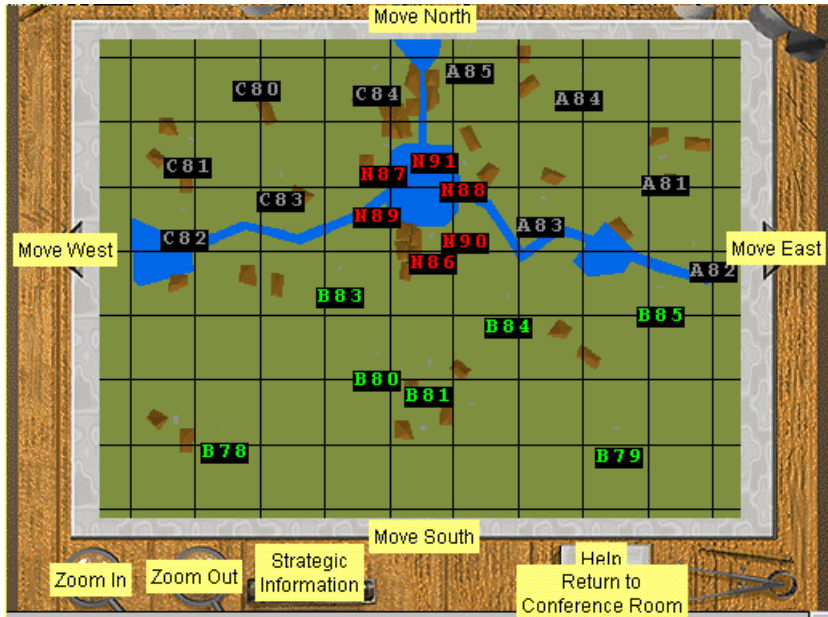 Move North
A85
C80
C84
A84
N91
C81
N87
A81
N88
C83
N89
A83
C82
N90
Move West
Move East
N86
A82
B83
B85
B84
B80
B81
B78
B79
Move South
Help
Strategic
Information
Zoom In
Zoom Out
Return to
Conference Room